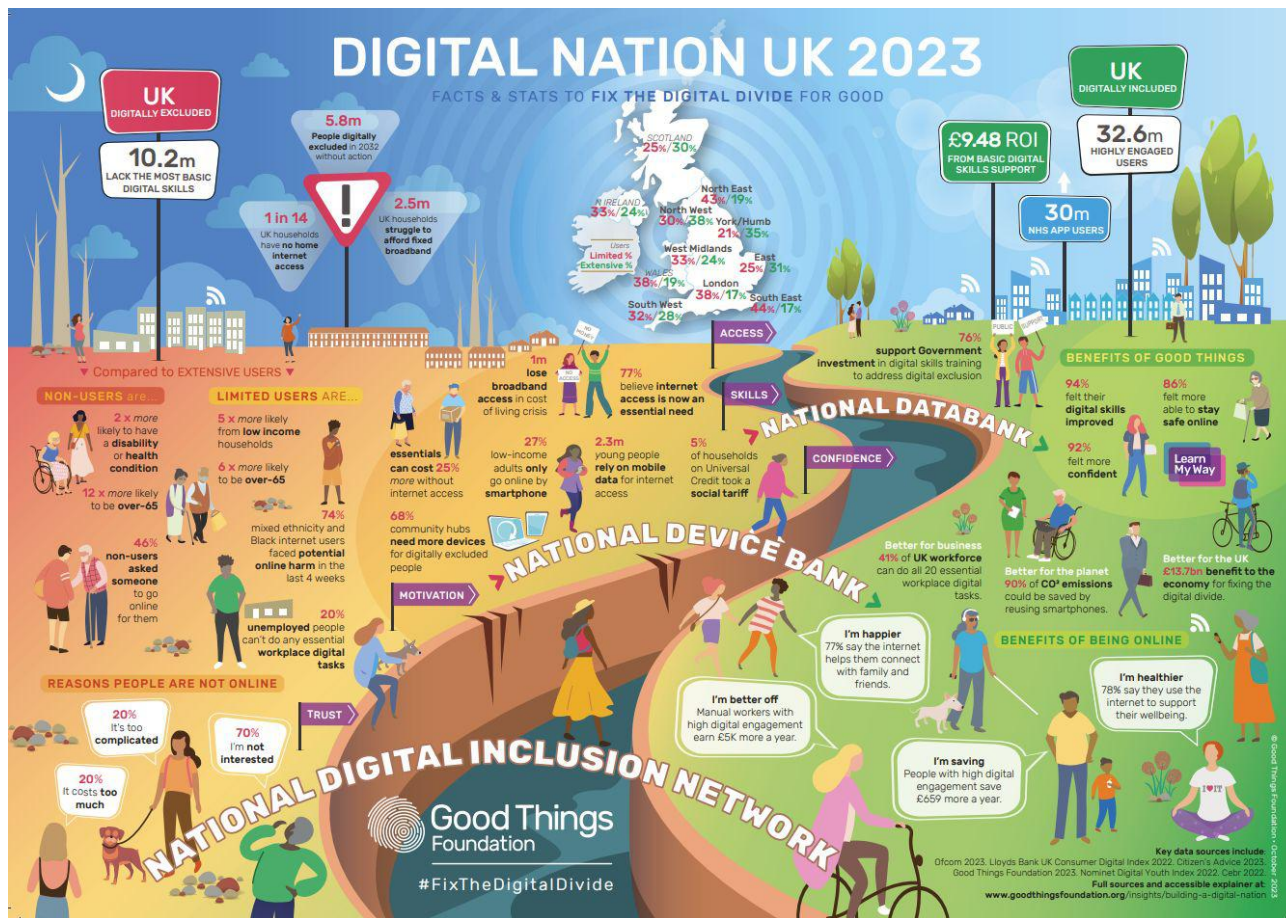 DIGITAL NATION UK 2023
FACTS & STATS TO FIX THE DIGITAL DIVIDE FOR GOOD
UK
DIGITALLY EXCLUDED
10.2m
LACK THE MOST BASIC
DIGITAL SKILLS
5.8m
People digitally
excluded in 2032
without action
1 in 14
UK households
have no home
internet
access
2.5m
UK households
struggle to
afford fixed
broadband
!
SCOTLAND
25%/30%
N IRELAND
33%/24%
North East
43%/19%
North West
30%/38%
York/Humb
21%/35%
West Midlands
33%/24%
East
25%/31%
WALES
38%/19%
London
38%/17%
South East
44%/17%
South West
32%/28%
Users
Limited %
Extensive %
£9.48 ROI
FROM BASIC DIGITAL
SKILLS SUPPORT
30m
NHS APP USERS
UK
DIGITALLY INCLUDED
32.6m
HIGHLY ENGAGED
USERS
▼ Compared to EXTENSIVE USERS ▼
NON-USERS are...
2 x more
likely to have
a disability
or health
condition
12 x more likely
to be over-65
46%
non-users
asked
someone
to go
online
for them
LIMITED USERS ARE...
5 x more likely
from low income
households
6 x more likely
to be over-65
74%
mixed ethnicity and
Black internet users
faced potential
online harm in the
last 4 weeks
20%
unemployed people
can't do any essential
workplace digital
tasks
essentials
can cost 25%
more without
internet access
68%
community hubs
need more devices
for digitally excluded
people
1m
lose
broadband
access in cost
of living crisis
NO
ACCESS
NO
MONEY
77%
believe internet
access is now an
essential need
27%
low-income
adults only
go online by
smartphone
2.3m
young people
rely on mobile
data for internet
access
5%
of households
on Universal
Credit took a
social tariff
ACCESS
SKILLS
CONFIDENCE
MOTIVATION
TRUST
NATIONAL DATABANK
NATIONAL DEVICE BANK
NATIONAL DIGITAL INCLUSION NETWORK
76%
support Government
investment in digital skills training
to address digital exclusion
PUBLIC
SUPPORT
BENEFITS OF GOOD THINGS
94%
felt their
digital skills
improved
86%
felt more
able to stay
safe online
92%
felt more
confident
Learn
My Way
Better for business
41% of UK workforce
can do all 20 essential
workplace digital
tasks.
Better for the planet
90% of CO² emissions
could be saved by
reusing smartphones.
Better for the UK
£13.7bn benefit to the
economy for fixing the
digital divide.
BENEFITS OF BEING ONLINE
I'm happier
77% say the internet
helps them connect
with family and
friends.
I'm better off
Manual workers with
high digital engagement
earn £5K more a year.
I'm saving
People with high digital
engagement save
£659 more a year.
I'm healthier
78% say they use the
internet to support
their wellbeing.
I♥IT
REASONS PEOPLE ARE NOT ONLINE
20%
It's too
complicated
70%
I'm not
interested
20%
It costs too
much
Good Things
Foundation
#FixTheDigitalDivide
Key data sources include:
Ofcom 2023. Lloyds Bank UK Consumer Digital Index 2022. Citizen's Advice 2023.
Good Things Foundation 2023. Nominet Digital Youth Index 2022. Cebr 2022.
Full sources and accessible explainer at:
www.goodthingsfoundation.org/insights/building-a-digital-nation
© Good Things Foundation • October 2023